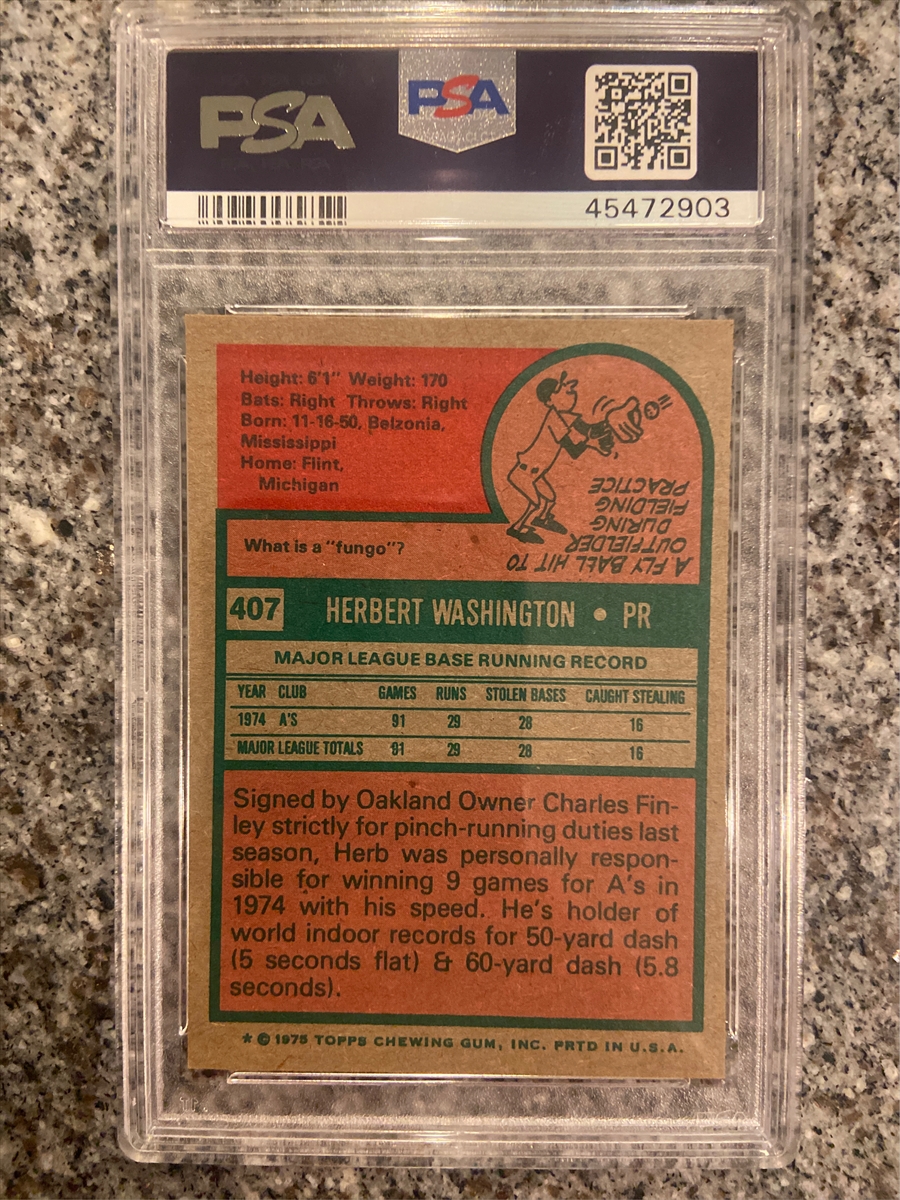 PSA
PSA
45472903
Height: 6'1" Weight: 170
Bats: Right Throws: Right
Born: 11-16-50, Belzonia,
Mississippi
Home: Flint,
Michigan
What is a "fungo"?
A FLY BALL HIT TO
OUTFIELDER
DURING
FIELDING
PRACTICE
407 HERBERT WASHINGTON • PR
MAJOR LEAGUE BASE RUNNING RECORD
YEAR CLUB GAMES RUNS STOLEN BASES CAUGHT STEALING
1974 A'S 91 29 28 16
MAJOR LEAGUE TOTALS 91 29 28 16
Signed by Oakland Owner Charles Fin-
ley strictly for pinch-running duties last
season, Herb was personally respon-
sible for winning 9 games for A's in
1974 with his speed. He's holder of
world indoor records for 50-yard dash
(5 seconds flat) & 60-yard dash (5.8
seconds).
* © 1975 TOPPS CHEWING GUM, INC. PRTD IN U.S.A.